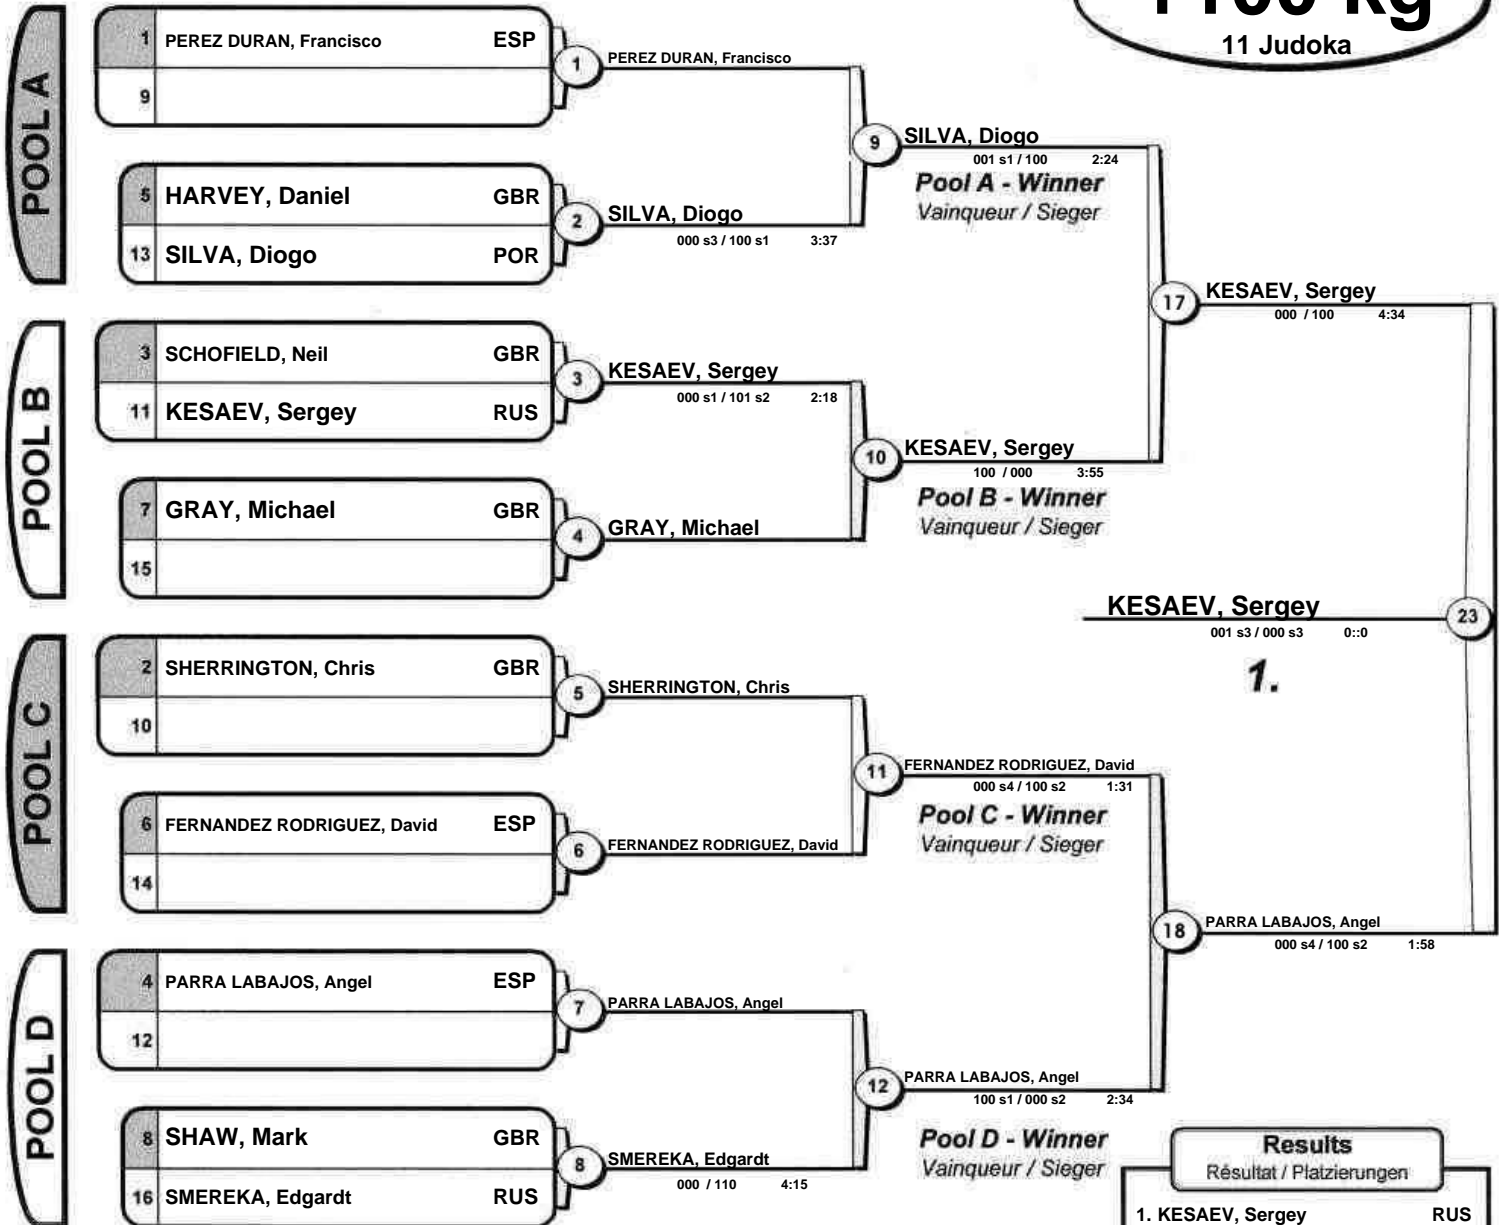 100 kg
11 Judoka
POOL A
1 PEREZ DURAN, Francisco ESP
9
1
PEREZ DURAN, Francisco
5 HARVEY, Daniel GBR
13 SILVA, Diogo POR
2
SILVA, Diogo
000 s3 / 100 s1 3:37
9
SILVA, Diogo
001 s1 / 100 2:24
Pool A - Winner
Vainqueur / Sieger
POOL B
3 SCHOFIELD, Neil GBR
11 KESAEV, Sergey RUS
3
KESAEV, Sergey
000 s1 / 101 s2 2:18
7 GRAY, Michael GBR
15
4
GRAY, Michael
10
KESAEV, Sergey
100 / 000 3:55
Pool B - Winner
Vainqueur / Sieger
17
KESAEV, Sergey
000 / 100 4:34
KESAEV, Sergey
001 s3 / 000 s3 0::0
23
1.
POOL C
2 SHERRINGTON, Chris GBR
10
5
SHERRINGTON, Chris
6 FERNANDEZ RODRIGUEZ, David ESP
14
6
FERNANDEZ RODRIGUEZ, David
11
FERNANDEZ RODRIGUEZ, David
000 s4 / 100 s2 1:31
Pool C - Winner
Vainqueur / Sieger
18
PARRA LABAJOS, Angel
000 s4 / 100 s2 1:58
POOL D
4 PARRA LABAJOS, Angel ESP
12
7
PARRA LABAJOS, Angel
8 SHAW, Mark GBR
16 SMEREKA, Edgardt RUS
8
SMEREKA, Edgardt
000 / 110 4:15
12
PARRA LABAJOS, Angel
100 s1 / 000 s2 2:34
Pool D - Winner
Vainqueur / Sieger
Results
Résultat / Platzierungen
1. KESAEV, Sergey RUS